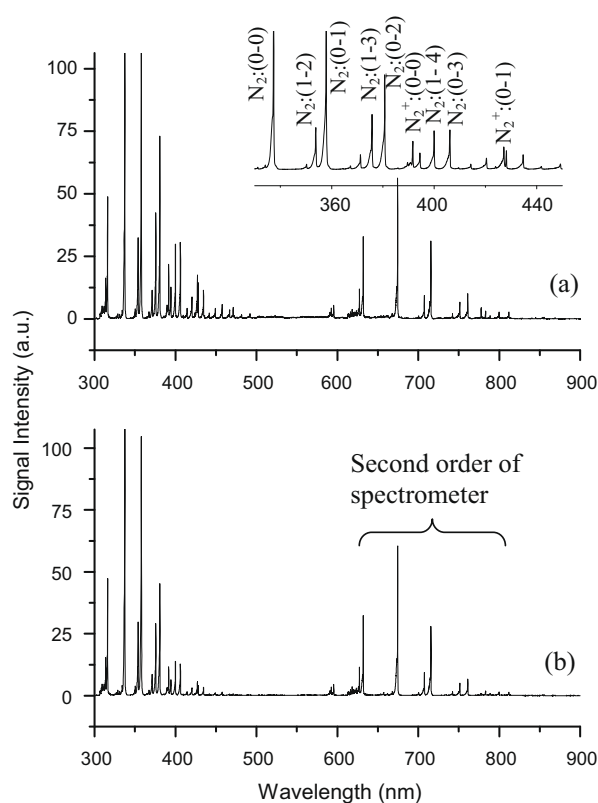 100
75
50
25
0
N₂:(0-0)
N₂:(1-2)
N₂:(0-1)
N₂:(1-3)
N₂:(0-2)
N₂⁺:(0-0)
N₂:(1-4)
N₂:(0-3)
N₂⁺:(0-1)
360 400 440
(a)
300 400 500 600 700 800 900
Signal Intensity (a.u.)
100
75
50
25
0
Second order of
spectrometer
(b)
300 400 500 600 700 800 900
Wavelength (nm)